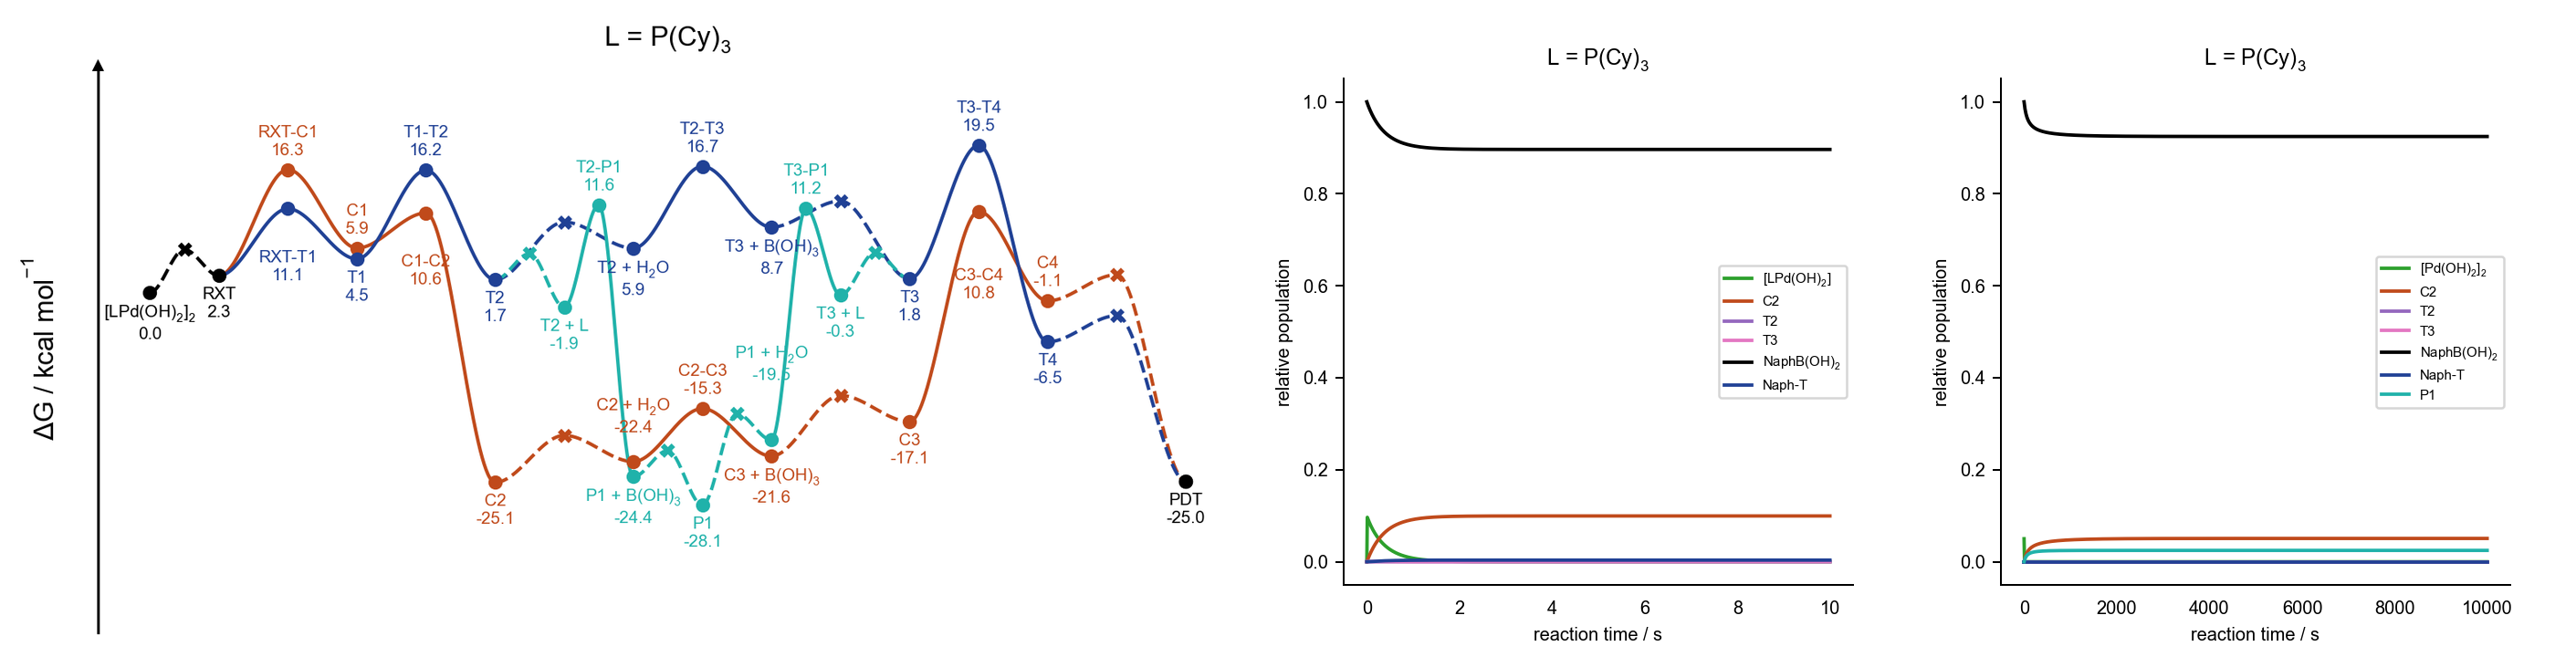 L = P(Cy)3
ΔG / kcal mol−1
[LPd(OH)2]2
0.0
RXT
2.3
RXT-C1
16.3
RXT-T1
11.1
C1
5.9
T1
4.5
T1-T2
16.2
C1-C2
10.6
T2
1.7
C2
-25.1
T2 + L
-1.9
T2-P1
11.6
T2 + H2O
5.9
C2 + H2O
-22.4
P1 + B(OH)3
-24.4
T2-T3
16.7
C2-C3
-15.3
P1
-28.1
T3 + B(OH)3
8.7
P1 + H2O
-19.5
C3 + B(OH)3
-21.6
T3-P1
11.2
T3 + L
-0.3
T3
1.8
C3
-17.1
T3-T4
19.5
C3-C4
10.8
C4
-1.1
T4
-6.5
PDT
-25.0
L = P(Cy)3
relative population
1.0
0.8
0.6
0.4
0.2
0.0
0 2 4 6 8 10
reaction time / s
[LPd(OH)2]
C2
T2
T3
NaphB(OH)2
Naph-T
L = P(Cy)3
relative population
1.0
0.8
0.6
0.4
0.2
0.0
0 2000 4000 6000 8000 10000
reaction time / s
[Pd(OH)2]2
C2
T2
T3
NaphB(OH)2
Naph-T
P1